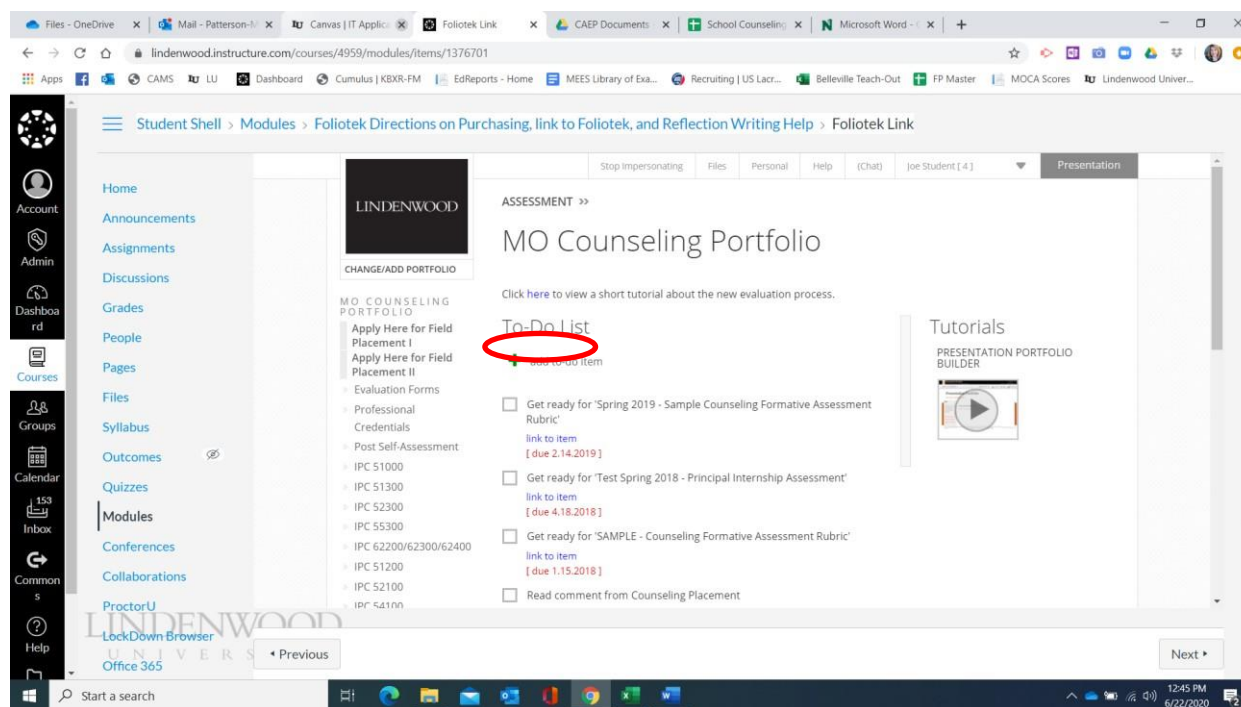 Files - OneDrive
Mail - Patterson-M
Canvas | IT Applica
Foliotek Link
CAEP Documents
School Counseling
Microsoft Word -
lindenwood.instructure.com/courses/4959/modules/items/1376701
Apps
CAMS
LU
Dashboard
Cumulus | KBXR-FM
EdReports - Home
MEES Library of Exa...
Recruiting | US Lacr...
Belleville Teach-Out
FP Master
MOCA Scores
Lindenwood Univer...
Student Shell > Modules > Foliotek Directions on Purchasing, link to Foliotek, and Reflection Writing Help > Foliotek Link
Account
Admin
Dashboa
rd
Courses
Groups
Calendar
153
Inbox
Common
s
Help
Home
Announcements
Assignments
Discussions
Grades
People
Pages
Files
Syllabus
Outcomes
Quizzes
Modules
Conferences
Collaborations
ProctorU
LockDown Browser
Office 365
LINDENWOOD
UNIVERS
Stop Impersonating Files Personal Help (Chat) Joe Student [ 4 ] Presentation
LINDENWOOD
CHANGE/ADD PORTFOLIO
MO COUNSELING
PORTFOLIO
Apply Here for Field
Placement I
Apply Here for Field
Placement II
Evaluation Forms
Professional
Credentials
Post Self-Assessment
IPC 51000
IPC 51300
IPC 52300
IPC 55300
IPC 62200/62300/62400
IPC 51200
IPC 52100
IPC 54100
ASSESSMENT >>
MO Counseling Portfolio
Click here to view a short tutorial about the new evaluation process.
To-Do List
add to-do item
Get ready for 'Spring 2019 - Sample Counseling Formative Assessment
Rubric'
link to item
[ due 2.14.2019 ]
Get ready for 'Test Spring 2018 - Principal Internship Assessment'
link to item
[ due 4.18.2018 ]
Get ready for 'SAMPLE - Counseling Formative Assessment Rubric'
link to item
[ due 1.15.2018 ]
Read comment from Counseling Placement
Tutorials
PRESENTATION PORTFOLIO
BUILDER
Previous
Next
Start a search
12:45 PM
6/22/2020
2